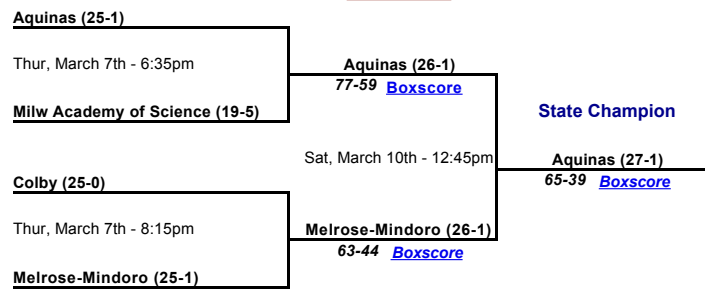 Aquinas (25-1)
Thur, March 7th - 6:35pm
Aquinas (26-1)
77-59 Boxscore
Milw Academy of Science (19-5)
State Champion
Sat, March 10th - 12:45pm
Aquinas (27-1)
65-39 Boxscore
Colby (25-0)
Thur, March 7th - 8:15pm
Melrose-Mindoro (26-1)
63-44 Boxscore
Melrose-Mindoro (25-1)